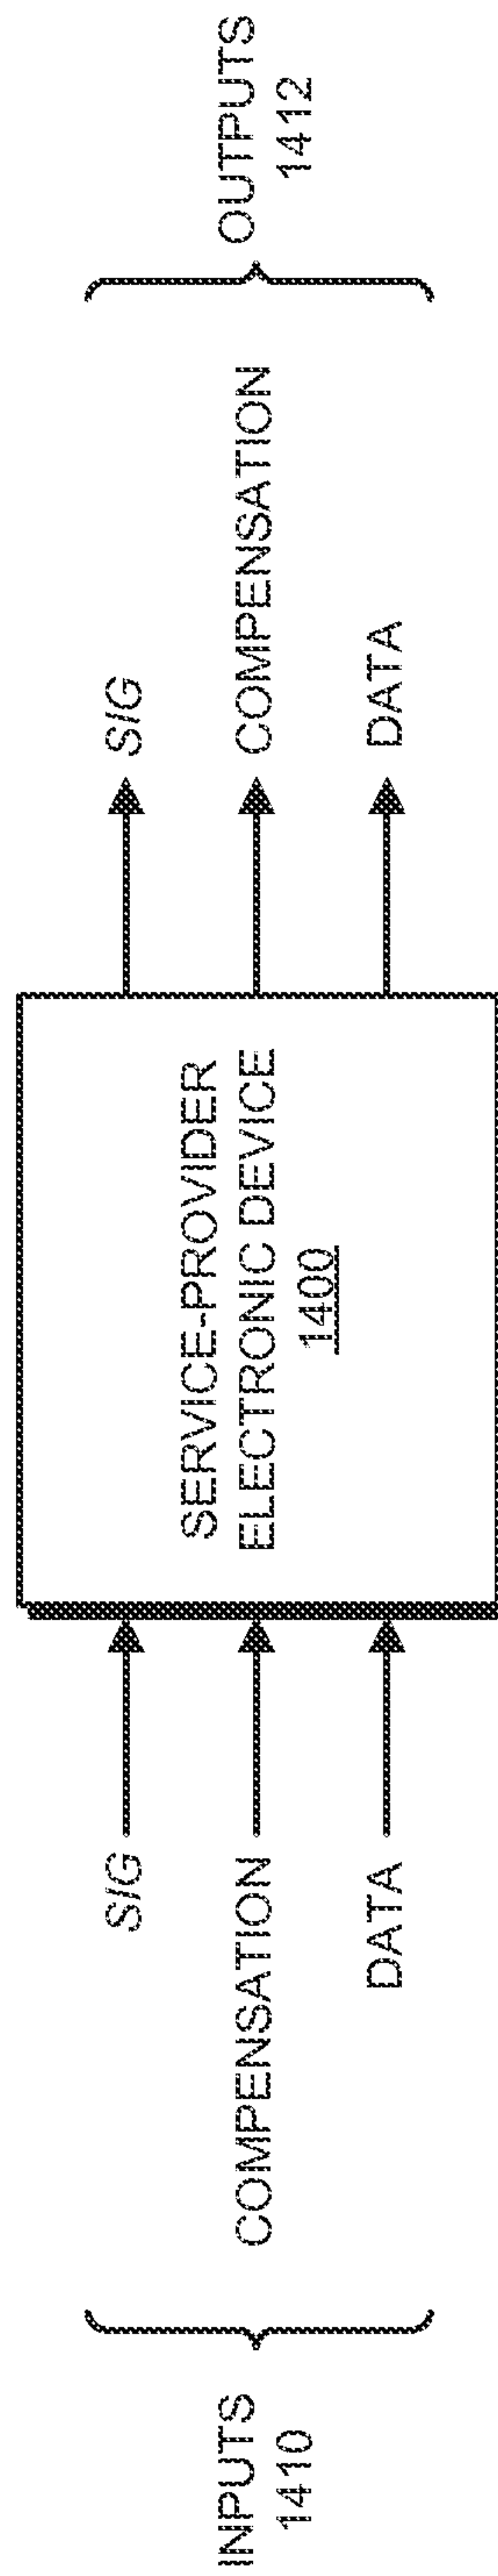 INPUTS
1410
SIG
COMPENSATION
DATA
SERVICE-PROVIDER
ELECTRONIC DEVICE
1400
SIG
COMPENSATION
DATA
OUTPUTS
1412